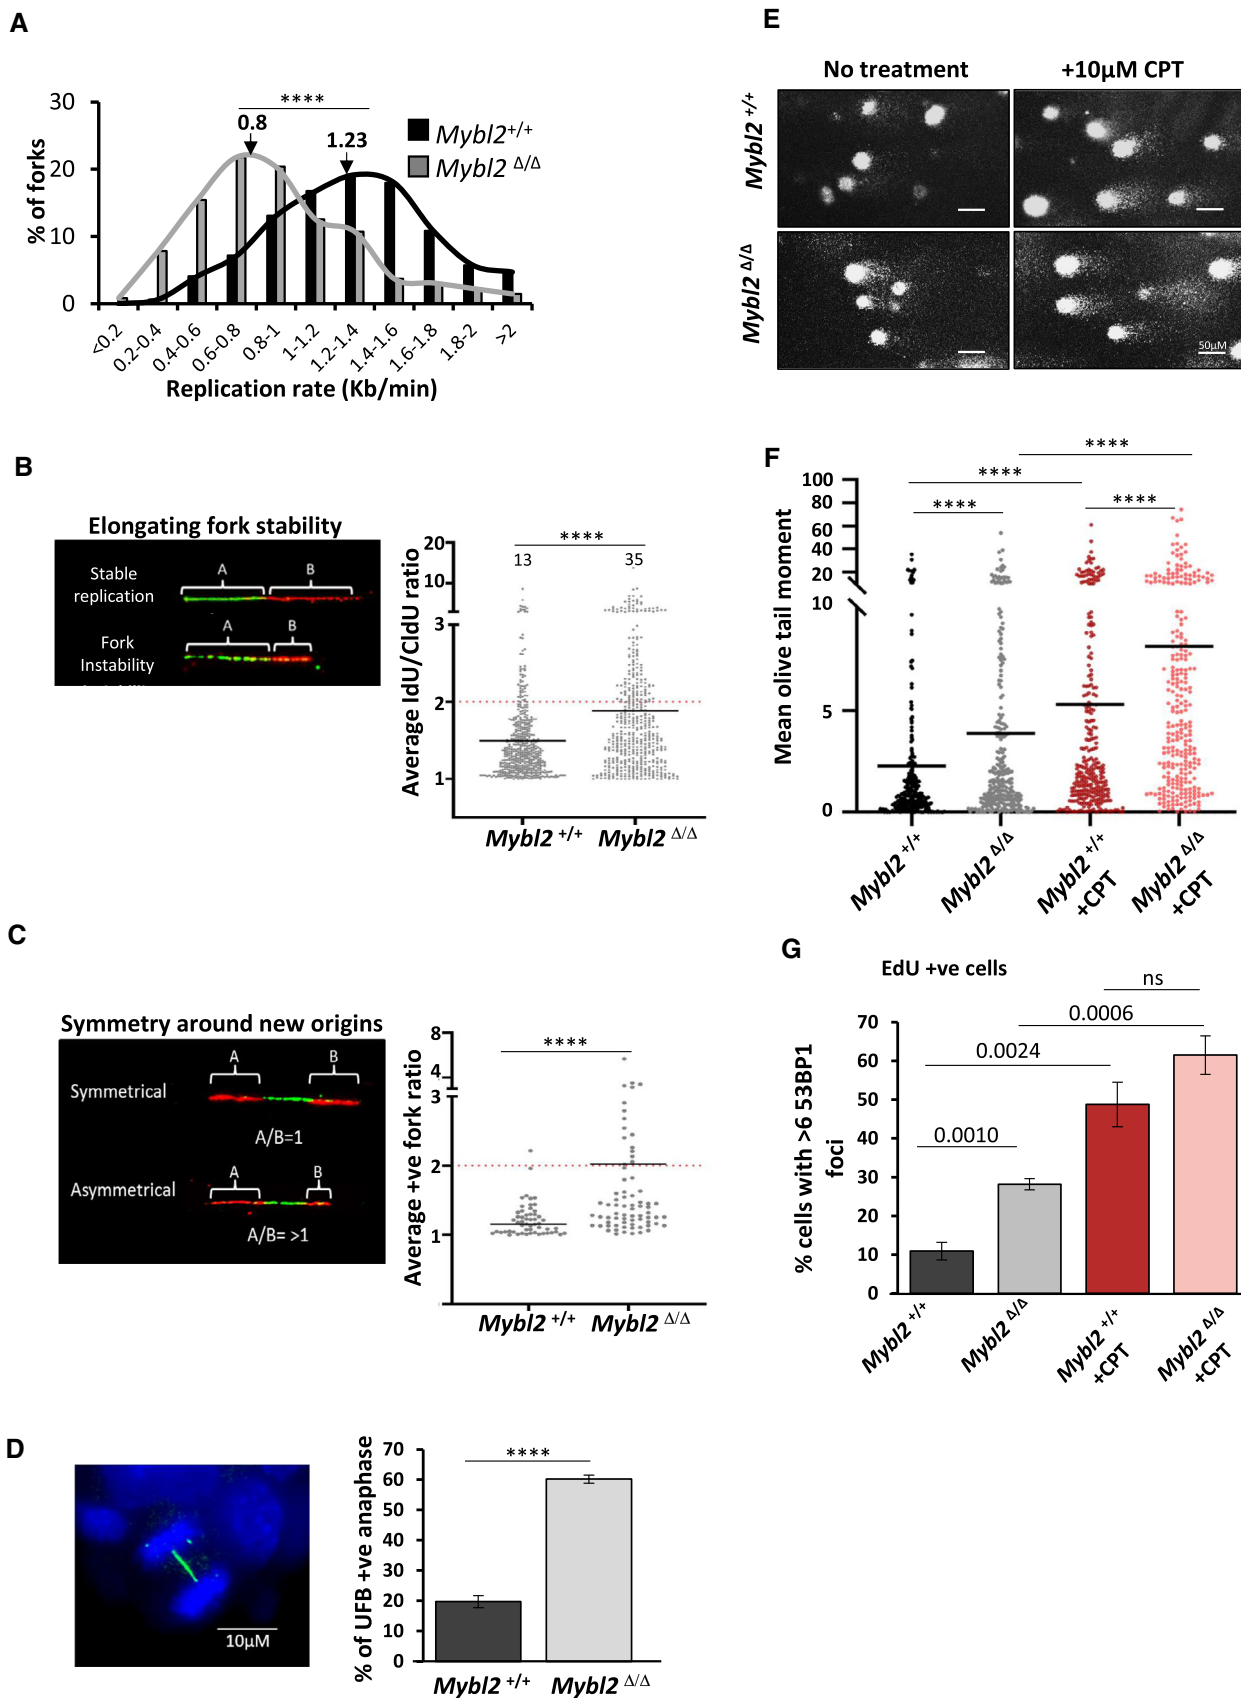 A
% of forks
30
20
10
0
****
0.8
1.23
Mybl2+/+
Mybl2 Δ/Δ
<0.2
0.2-0.4
0.4-0.6
0.6-0.8
0.8-1
1-1.2
1.2-1.4
1.4-1.6
1.6-1.8
1.8-2
>2
Replication rate (Kb/min)
B
Elongating fork stability
Stable
replication
A
B
Fork
Instability
A
B
Average IdU/CldU ratio
20
10
3
2
1
****
13
35
Mybl2 +/+
Mybl2 Δ/Δ
C
Symmetry around new origins
Symmetrical
A
B
A/B=1
Asymmetrical
A
B
A/B= >1
Average +ve fork ratio
8
4
3
2
1
****
Mybl2 +/+
Mybl2 Δ/Δ
D
10µM
% of UFB +ve anaphase
70
60
50
40
30
20
10
0
****
Mybl2 +/+
Mybl2 Δ/Δ
E
No treatment
+10µM CPT
Mybl2 +/+
Mybl2 Δ/Δ
50µM
F
Mean olive tail moment
100
80
60
40
20
10
5
0
****
****
****
****
Mybl2 +/+
Mybl2 Δ/Δ
Mybl2 +/+
+CPT
Mybl2 Δ/Δ
+CPT
G
EdU +ve cells
% cells with >6 53BP1
foci
70
60
50
40
30
20
10
0
ns
0.0006
0.0024
0.0010
Mybl2 +/+
Mybl2 Δ/Δ
Mybl2 +/+
+CPT
Mybl2 Δ/Δ
+CPT